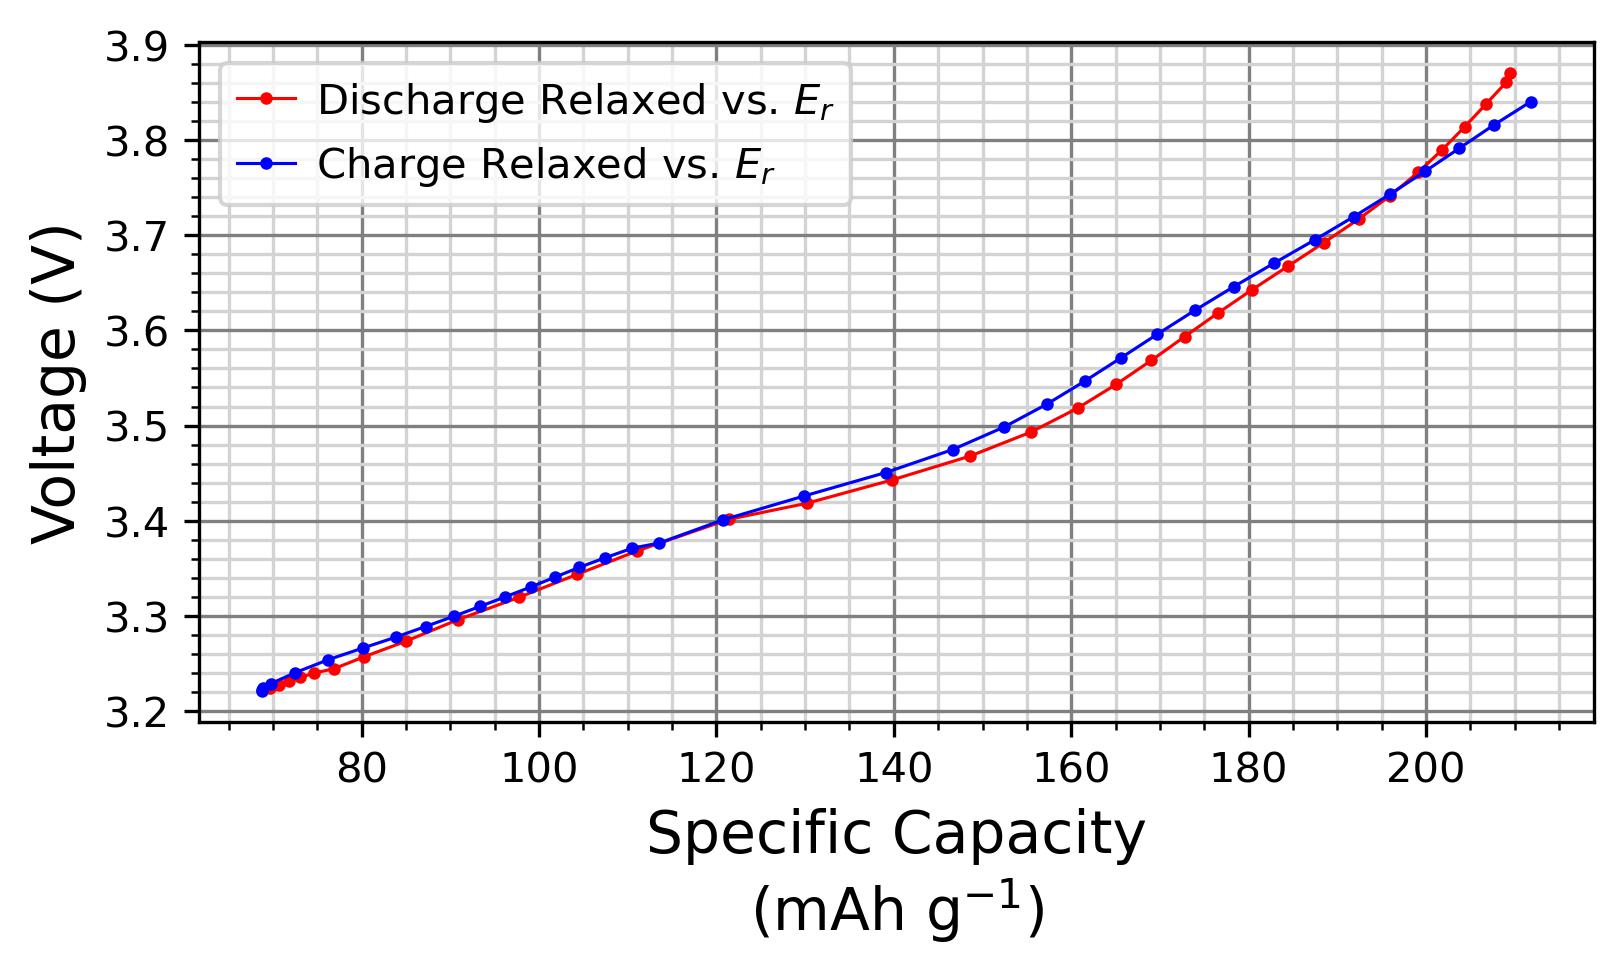 3.9
3.8
3.7
3.6
3.5
3.4
3.3
3.2
Voltage (V)
Discharge Relaxed vs. E_r
Charge Relaxed vs. E_r
80 100 120 140 160 180 200
Specific Capacity
(mAh g⁻¹)